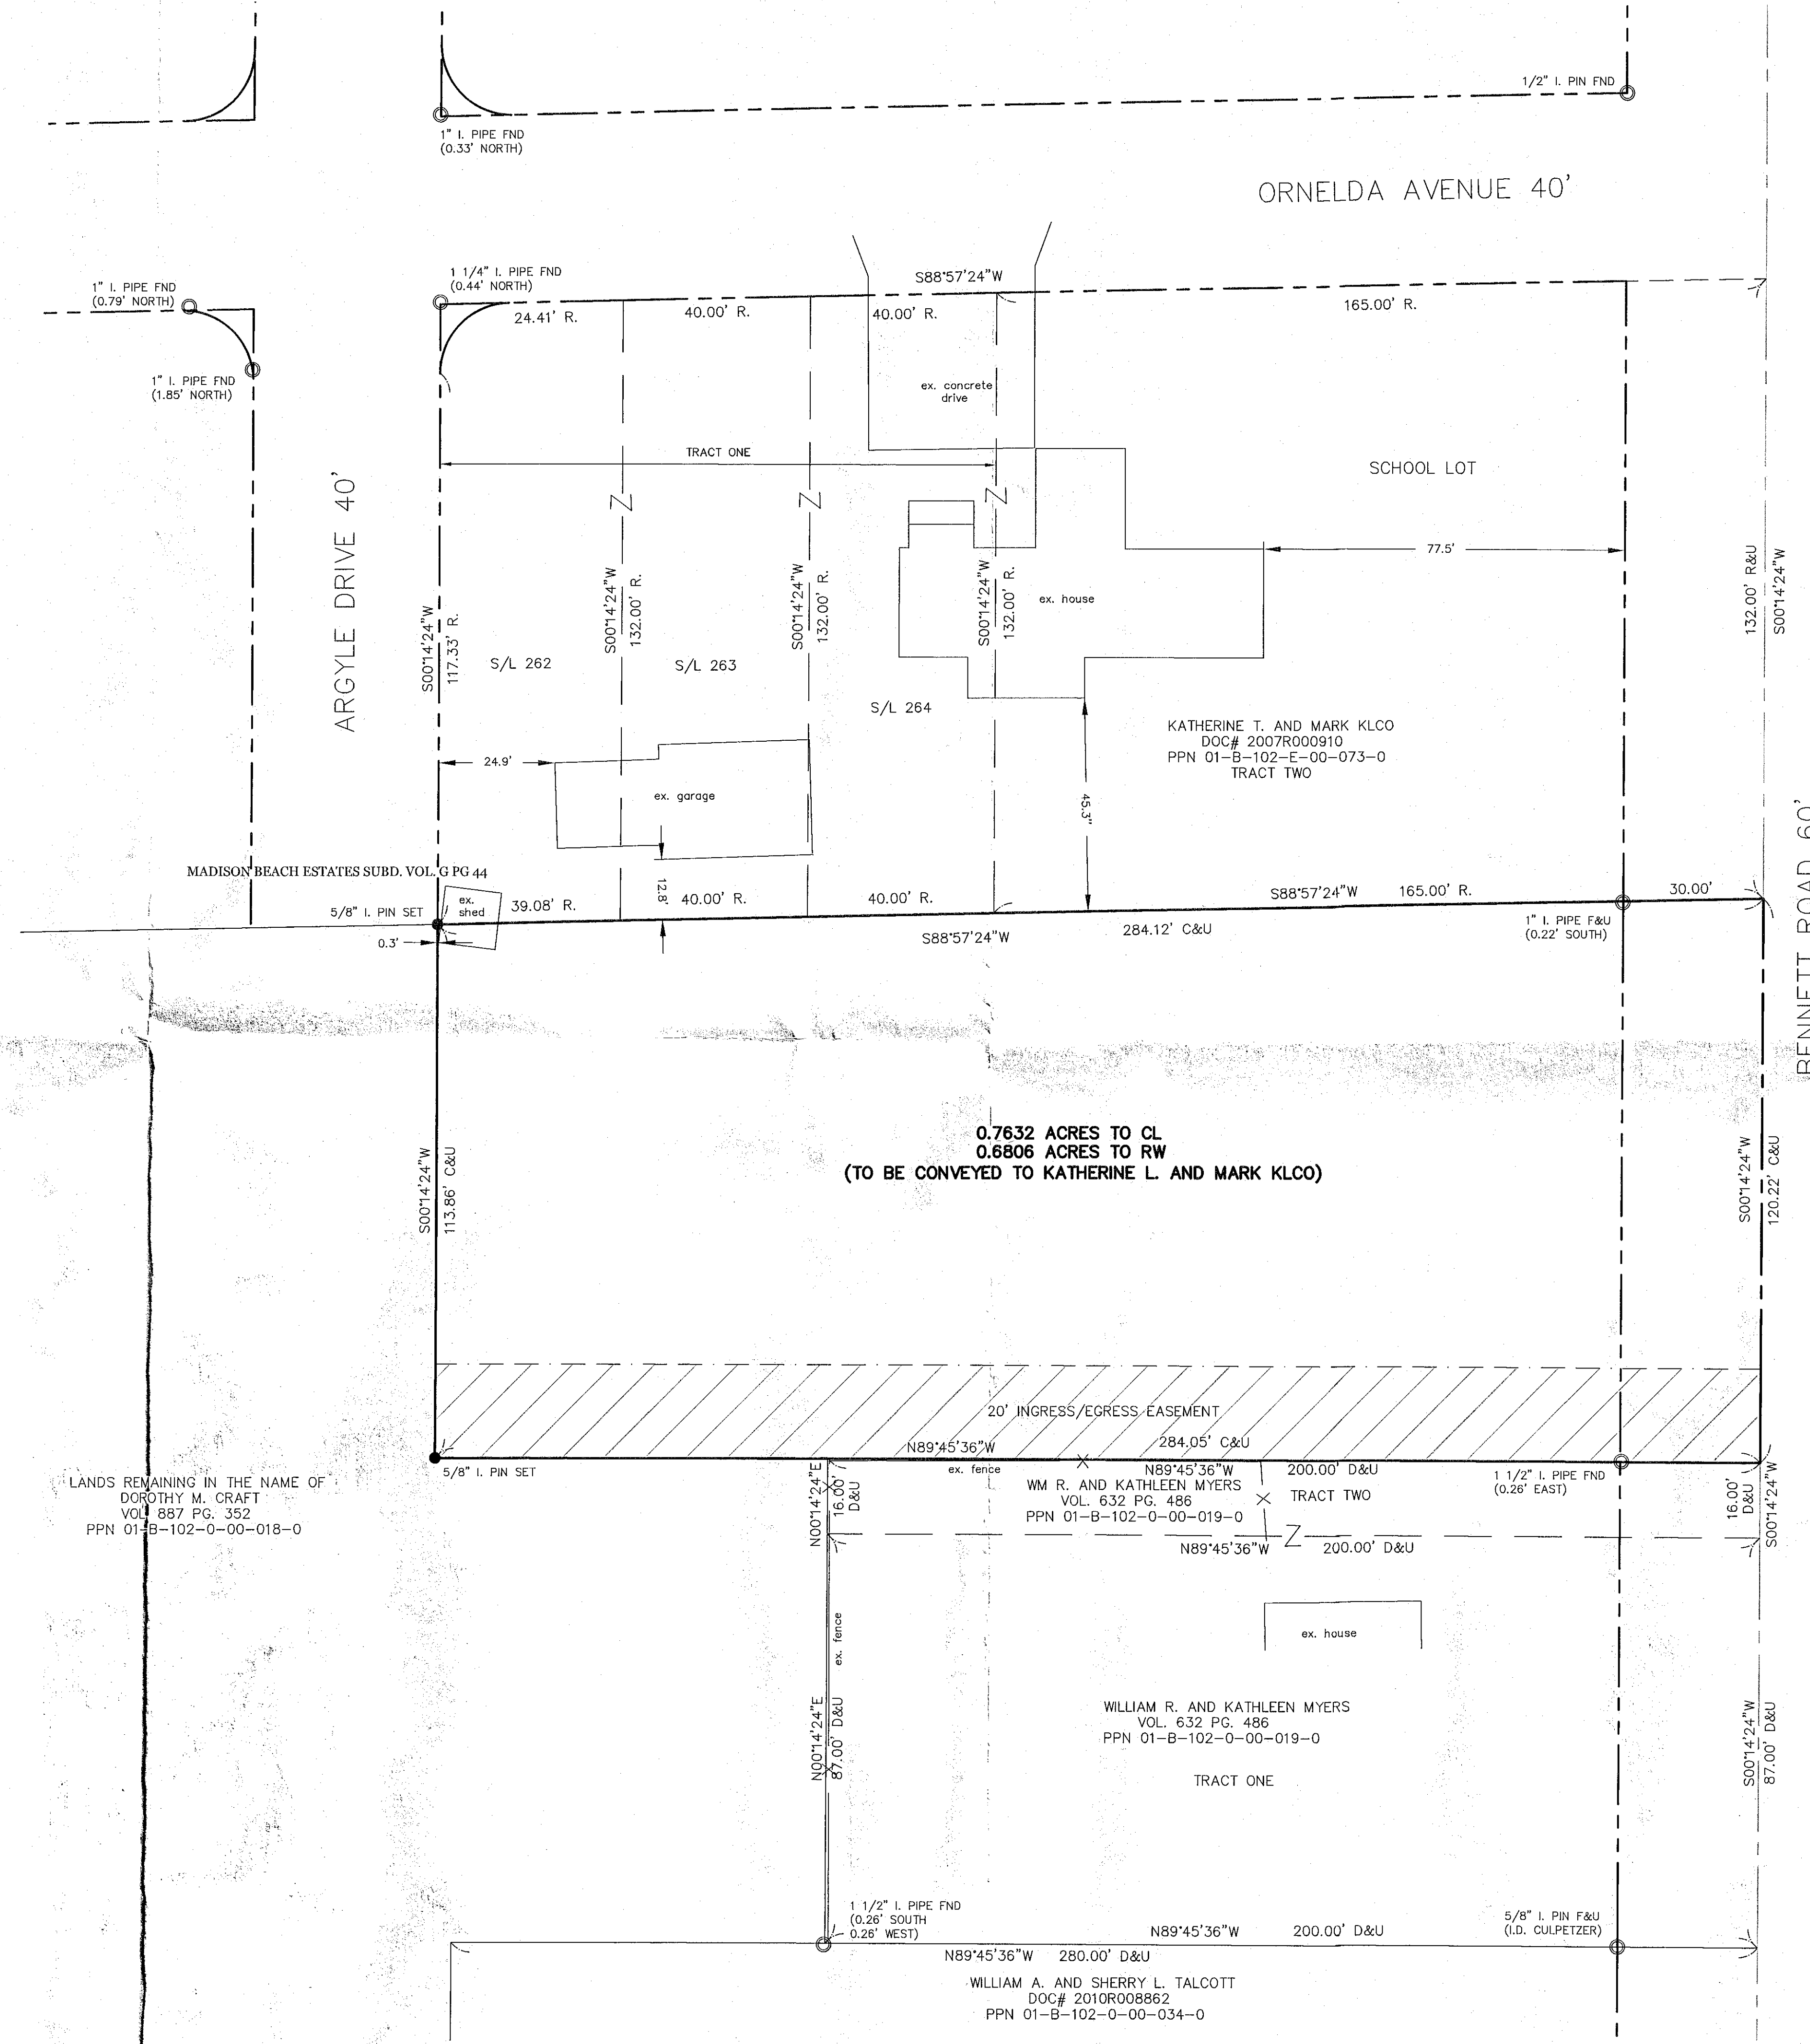 1/2" I. PIN FND
1" I. PIPE FND
(0.33' NORTH)
ORNELDA AVENUE 40'
1" I. PIPE FND
(0.79' NORTH)
1 1/4" I. PIPE FND
(0.44' NORTH)
S88°57'24"W
24.41' R.
40.00' R.
40.00' R.
165.00' R.
1" I. PIPE FND
(1.85' NORTH)
ex. concrete
drive
TRACT ONE
SCHOOL LOT
ARGYLE DRIVE 40'
77.5'
S00°14'24"W
117.33' R.
S00°14'24"W
132.00' R.
S00°14'24"W
132.00' R.
S00°14'24"W
132.00' R.
ex. house
132.00' R&U
S00°14'24"W
S/L 262
S/L 263
S/L 264
KATHERINE T. AND MARK KLCO
DOC# 2007R000910
PPN 01-B-102-E-00-073-0
TRACT TWO
24.9'
ex. garage
45.3"
BENNETT ROAD 60'
MADISON BEACH ESTATES SUBD. VOL. G PG 44
5/8" I. PIN SET
ex.
shed
39.08' R.
12.8'
40.00' R.
40.00' R.
S88°57'24"W
165.00' R.
30.00'
0.3'
S88°57'24"W
284.12' C&U
1" I. PIPE F&U
(0.22' SOUTH)
0.7632 ACRES TO CL
0.6806 ACRES TO RW
(TO BE CONVEYED TO KATHERINE L. AND MARK KLCO)
S00°14'24"W
113.86' C&U
S00°14'24"W
120.22' C&U
20' INGRESS/EGRESS EASEMENT
N89°45'36"W
284.05' C&U
5/8" I. PIN SET
ex. fence
N89°45'36"W
200.00' D&U
1 1/2" I. PIPE FND
(0.26' EAST)
LANDS REMAINING IN THE NAME OF
DOROTHY M. CRAFT
VOL 887 PG. 352
PPN 01-B-102-0-00-018-0
N00°14'24"E
16.00'
D&U
WM R. AND KATHLEEN MYERS
VOL. 632 PG. 486
PPN 01-B-102-0-00-019-0
TRACT TWO
16.00'
D&U
S00°14'24"W
N89°45'36"W
200.00' D&U
ex. house
ex. fence
N00°14'24"E
87.00' D&U
WILLIAM R. AND KATHLEEN MYERS
VOL. 632 PG. 486
PPN 01-B-102-0-00-019-0
TRACT ONE
S00°14'24"W
87.00' D&U
1 1/2" I. PIPE FND
(0.26' SOUTH
0.26' WEST)
N89°45'36"W
200.00' D&U
5/8" I. PIN F&U
(I.D. CULPETZER)
N89°45'36"W
280.00' D&U
WILLIAM A. AND SHERRY L. TALCOTT
DOC# 2010R008862
PPN 01-B-102-0-00-034-0